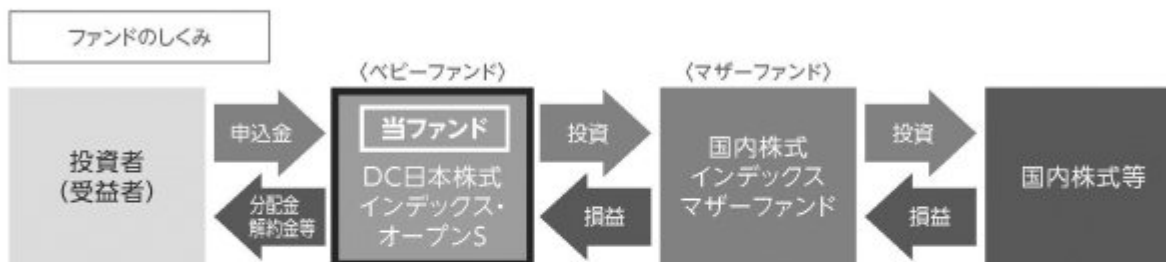 ファンドのしくみ
〈ベビーファンド〉
〈マザーファンド〉
投資者
(受益者)
申込金
分配金
解約金等
当ファンド
DC日本株式
インデックス・
オープンS
投資
損益
国内株式
インデックス
マザーファンド
投資
損益
国内株式等